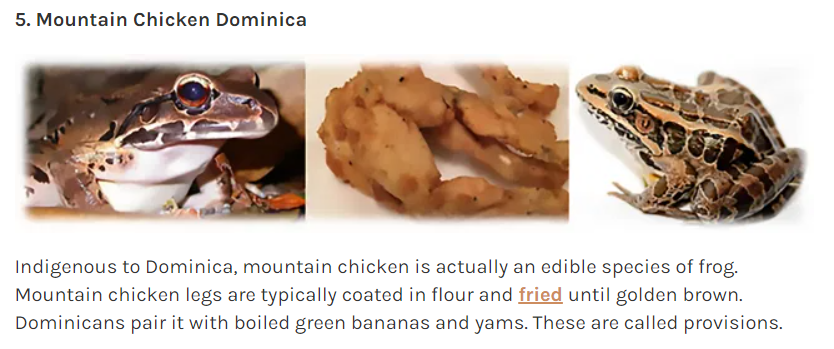 5. Mountain Chicken Dominica
Indigenous to Dominica, mountain chicken is actually an edible species of frog.
Mountain chicken legs are typically coated in flour and fried until golden brown.
Dominicans pair it with boiled green bananas and yams. These are called provisions.